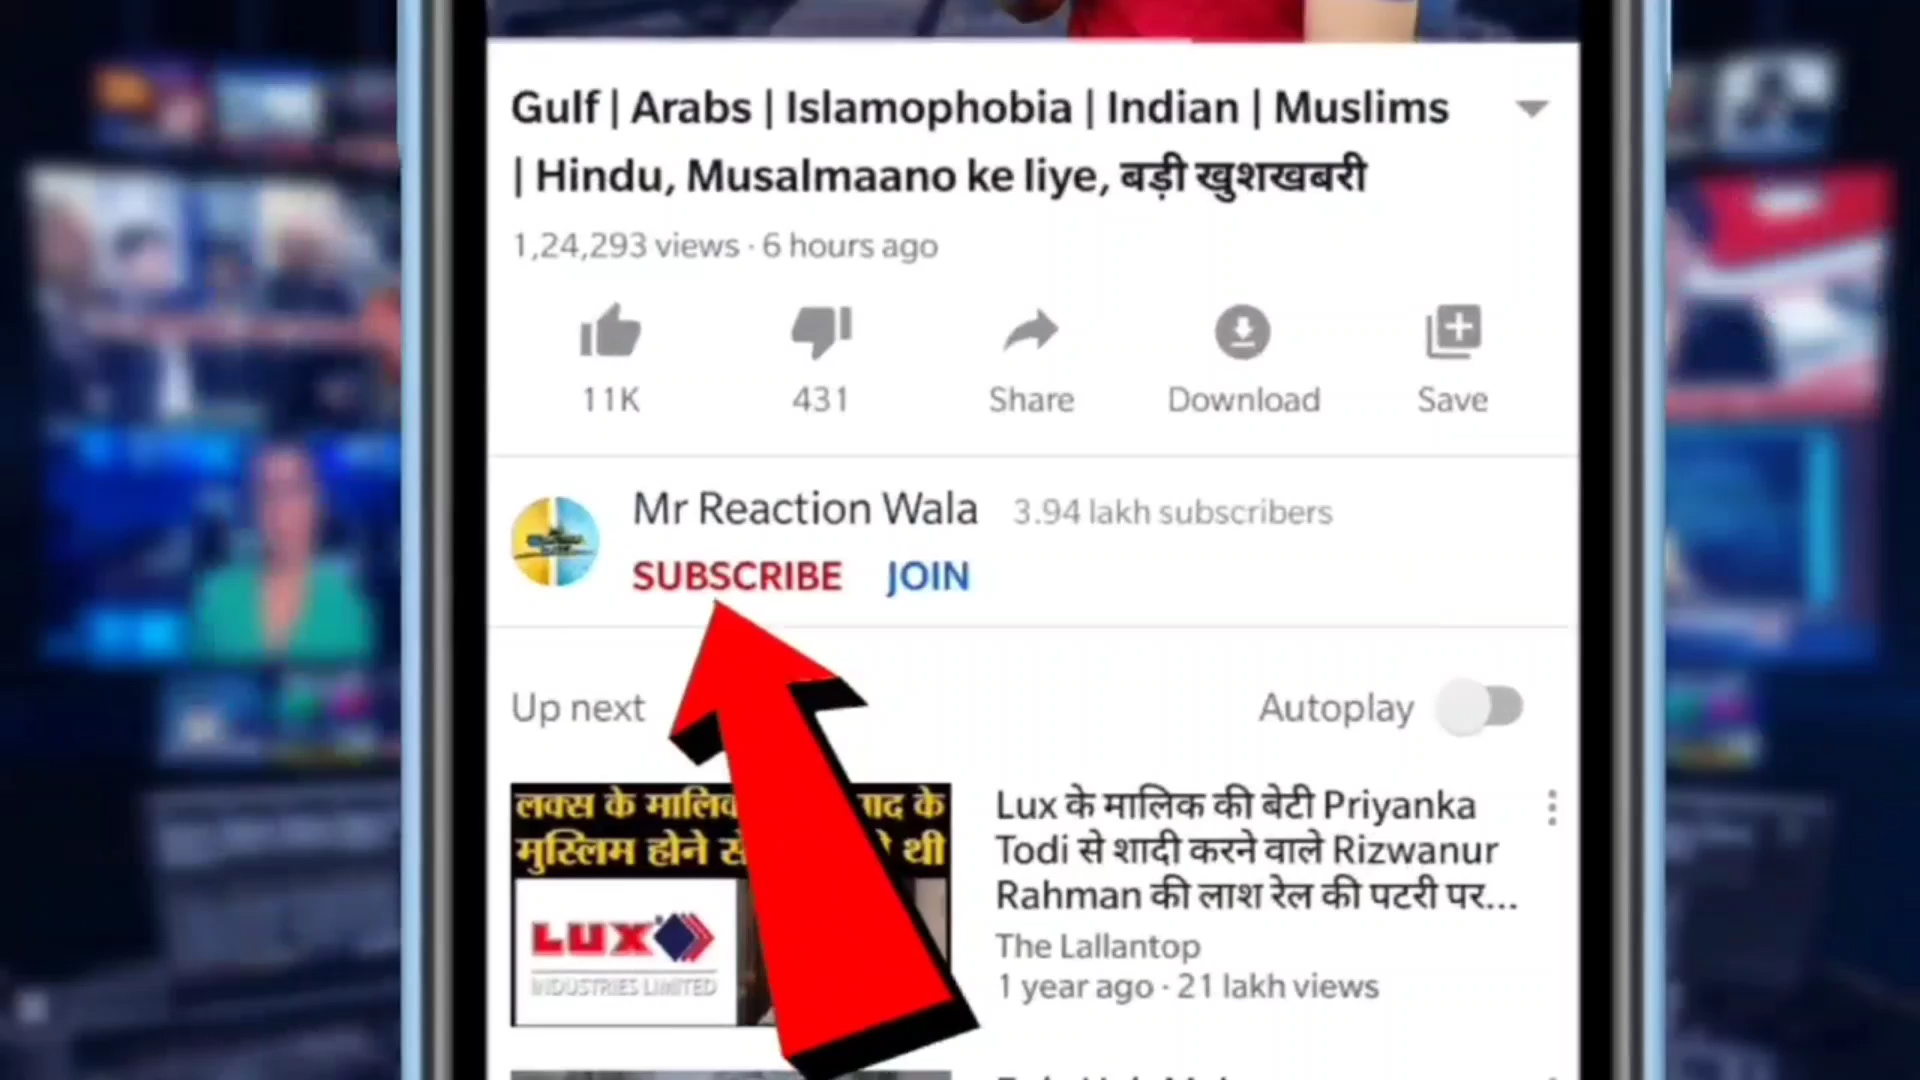 Gulf | Arabs | Islamophobia | Indian | Muslims
| Hindu, Musalmaano ke liye, बड़ी खुशखबरी
1,24,293 views · 6 hours ago
11K 431 Share Download Save
Mr Reaction Wala 3.94 lakh subscribers
SUBSCRIBE JOIN
Up next Autoplay
लक्स के के
मुस्लिम होने थी
LUX
INDUSTRIES LIMITED
Lux के मालिक की बेटी Priyanka
Todi से शादी करने वाले Rizwanur
Rahman की लाश रेल की पटरी पर...
The Lallantop
1 year ago · 21 lakh views